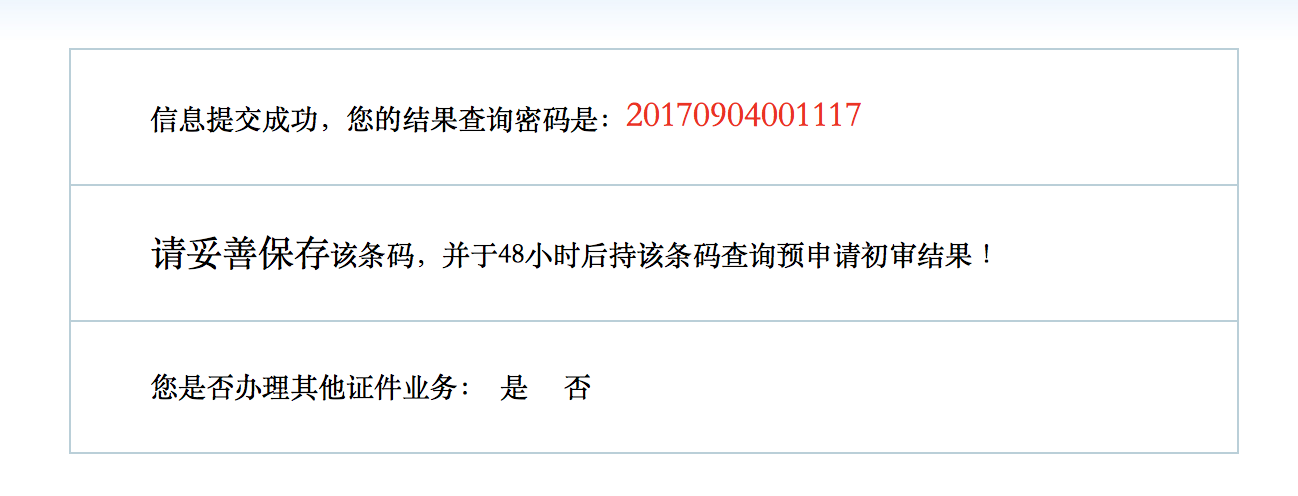 信息提交成功，您的结果查询密码是：20170904001117
请妥善保存该条码，并于48小时后持该条码查询预申请初审结果！
您是否办理其他证件业务： 是 否